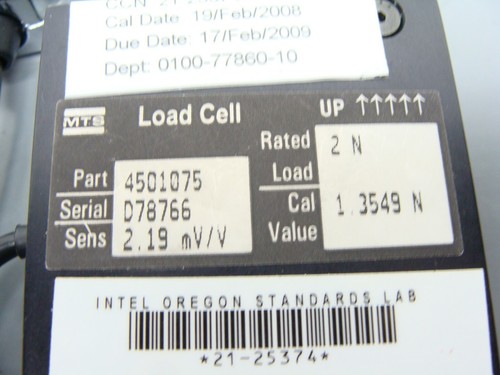 CCN: 21-
Cal Date: 19/Feb/2008
Due Date: 17/Feb/2009
Dept: 0100-77860-10
MTS Load Cell UP ↑↑↑↑↑
Part 4501075
Serial D78766
Sens 2.19 mV/V
Rated Load 2 N
Cal Value 1.3549 N
INTEL OREGON STANDARDS LAB
*21-25374*